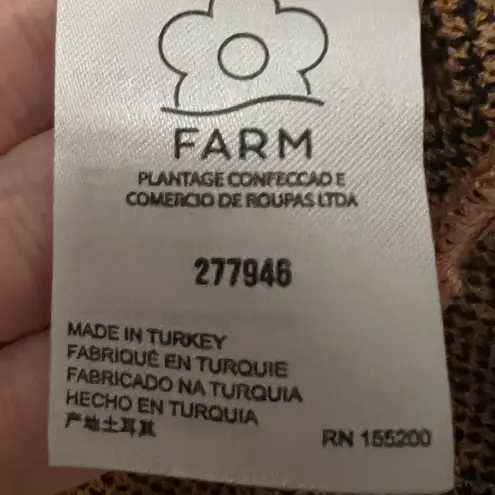 FARM
PLANTAGE CONFECCAO E
COMERCIO DE ROUPAS LTDA
277946
MADE IN TURKEY
FABRIQUÉ EN TURQUIE
FABRICADO NA TURQUIA
HECHO EN TURQUIA
产地土耳其
RN 155200